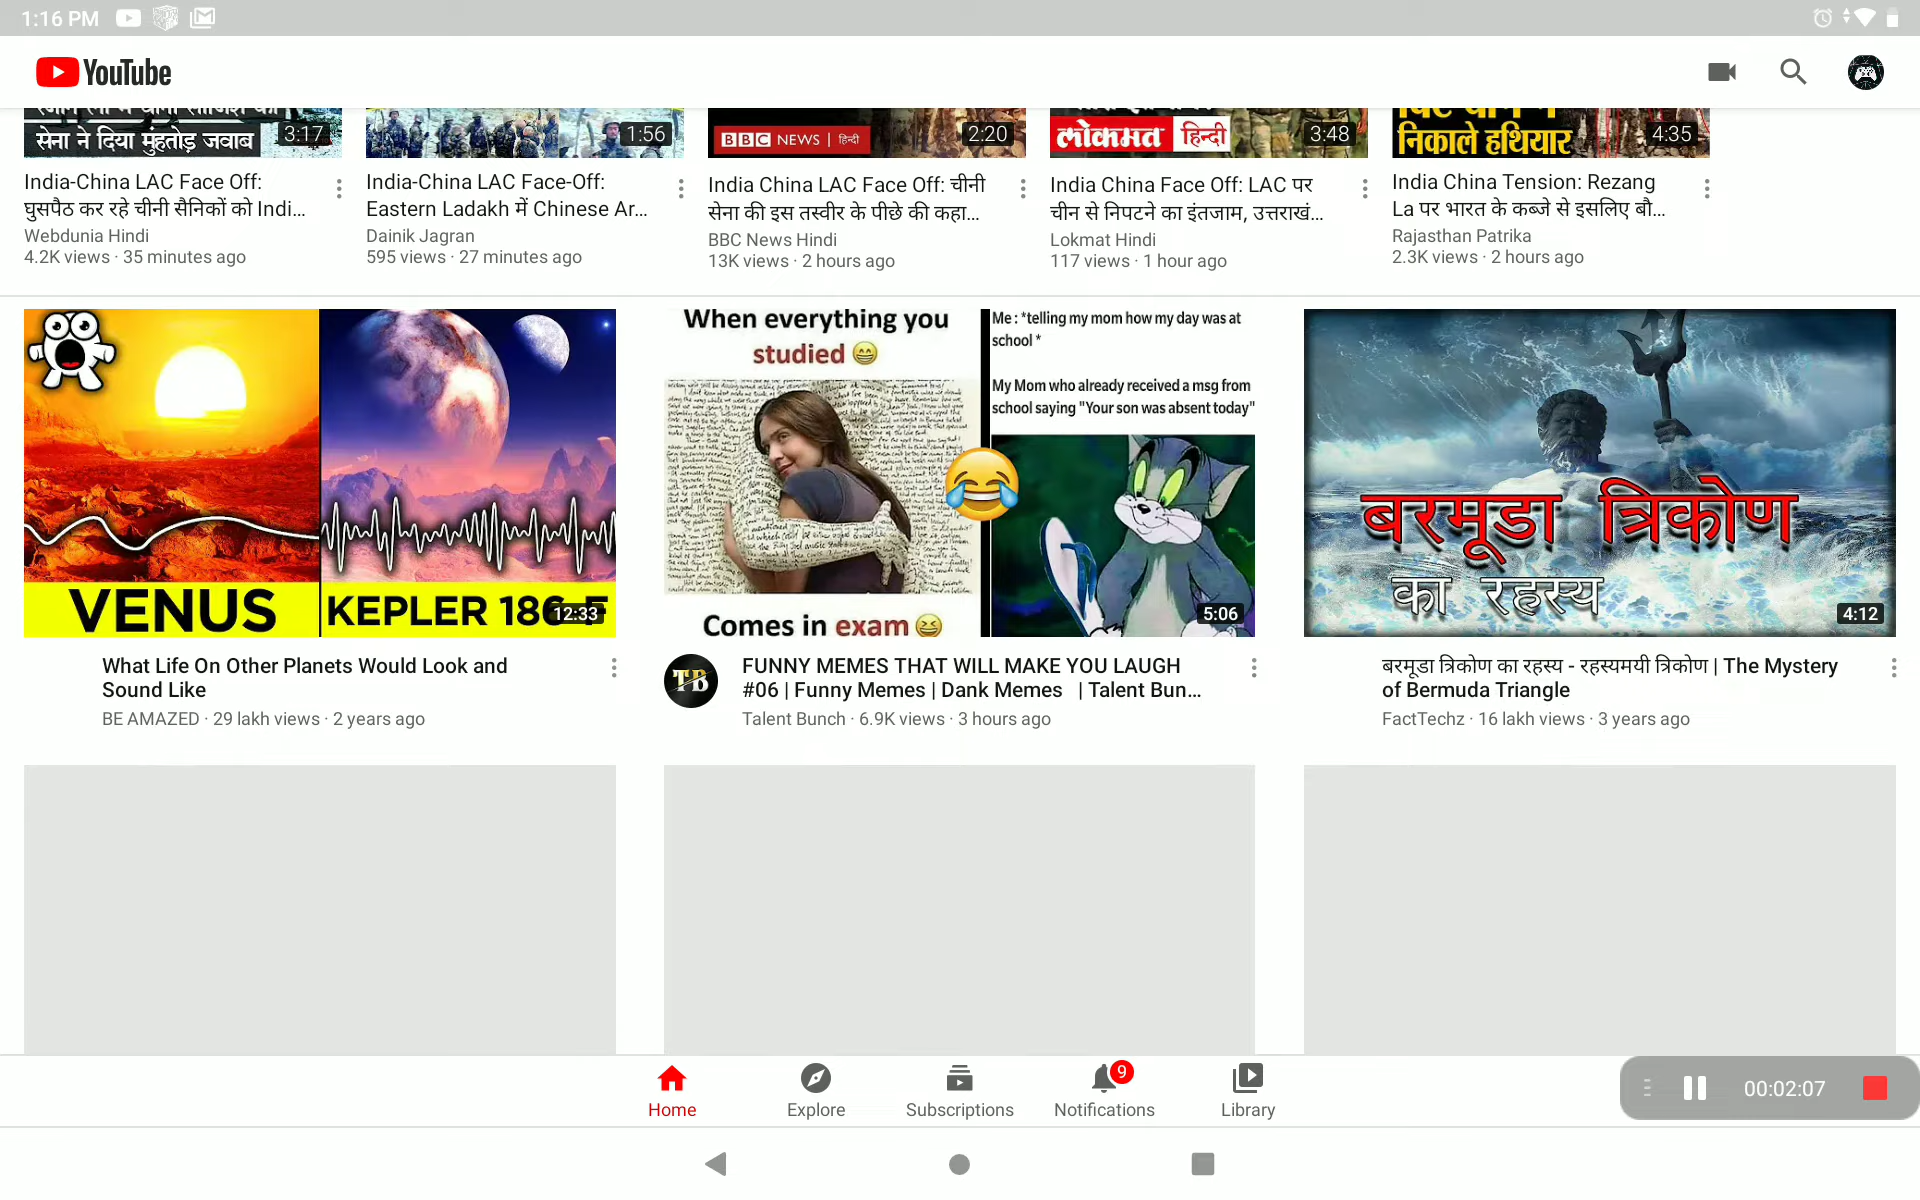 1:16 PM
YouTube
सेना ने दिया मुंहतोड़ जवाब
3:17
1:56
BBC NEWS | हिन्दी
2:20
लोकमत हिन्दी
3:48
निकाले हथियार
4:35
India-China LAC Face Off:
घुसपैठ कर रहे चीनी सैनिकों को Indi...
Webdunia Hindi
4.2K views · 35 minutes ago
India-China LAC Face-Off:
Eastern Ladakh में Chinese Ar...
Dainik Jagran
595 views · 27 minutes ago
India China LAC Face Off: चीनी
सेना की इस तस्वीर के पीछे की कहा...
BBC News Hindi
13K views · 2 hours ago
India China Face Off: LAC पर
चीन से निपटने का इंतजाम, उत्तराखं...
Lokmat Hindi
117 views · 1 hour ago
India China Tension: Rezang
La पर भारत के कब्जे से इसलिए बौ...
Rajasthan Patrika
2.3K views · 2 hours ago
VENUS
KEPLER 186-F
12:33
When everything you
studied 😄
Comes in exam 😆
Me : *telling my mom how my day was at
school *
My Mom who already received a msg from
school saying "Your son was absent today"
5:06
बरमूडा त्रिकोण
का रहस्य
4:12
What Life On Other Planets Would Look and
Sound Like
BE AMAZED · 29 lakh views · 2 years ago
TB
FUNNY MEMES THAT WILL MAKE YOU LAUGH
#06 | Funny Memes | Dank Memes | Talent Bun...
Talent Bunch · 6.9K views · 3 hours ago
बरमूडा त्रिकोण का रहस्य - रहस्यमयी त्रिकोण | The Mystery
of Bermuda Triangle
FactTechz · 16 lakh views · 3 years ago
Home
Explore
Subscriptions
9
Notifications
Library
00:02:07